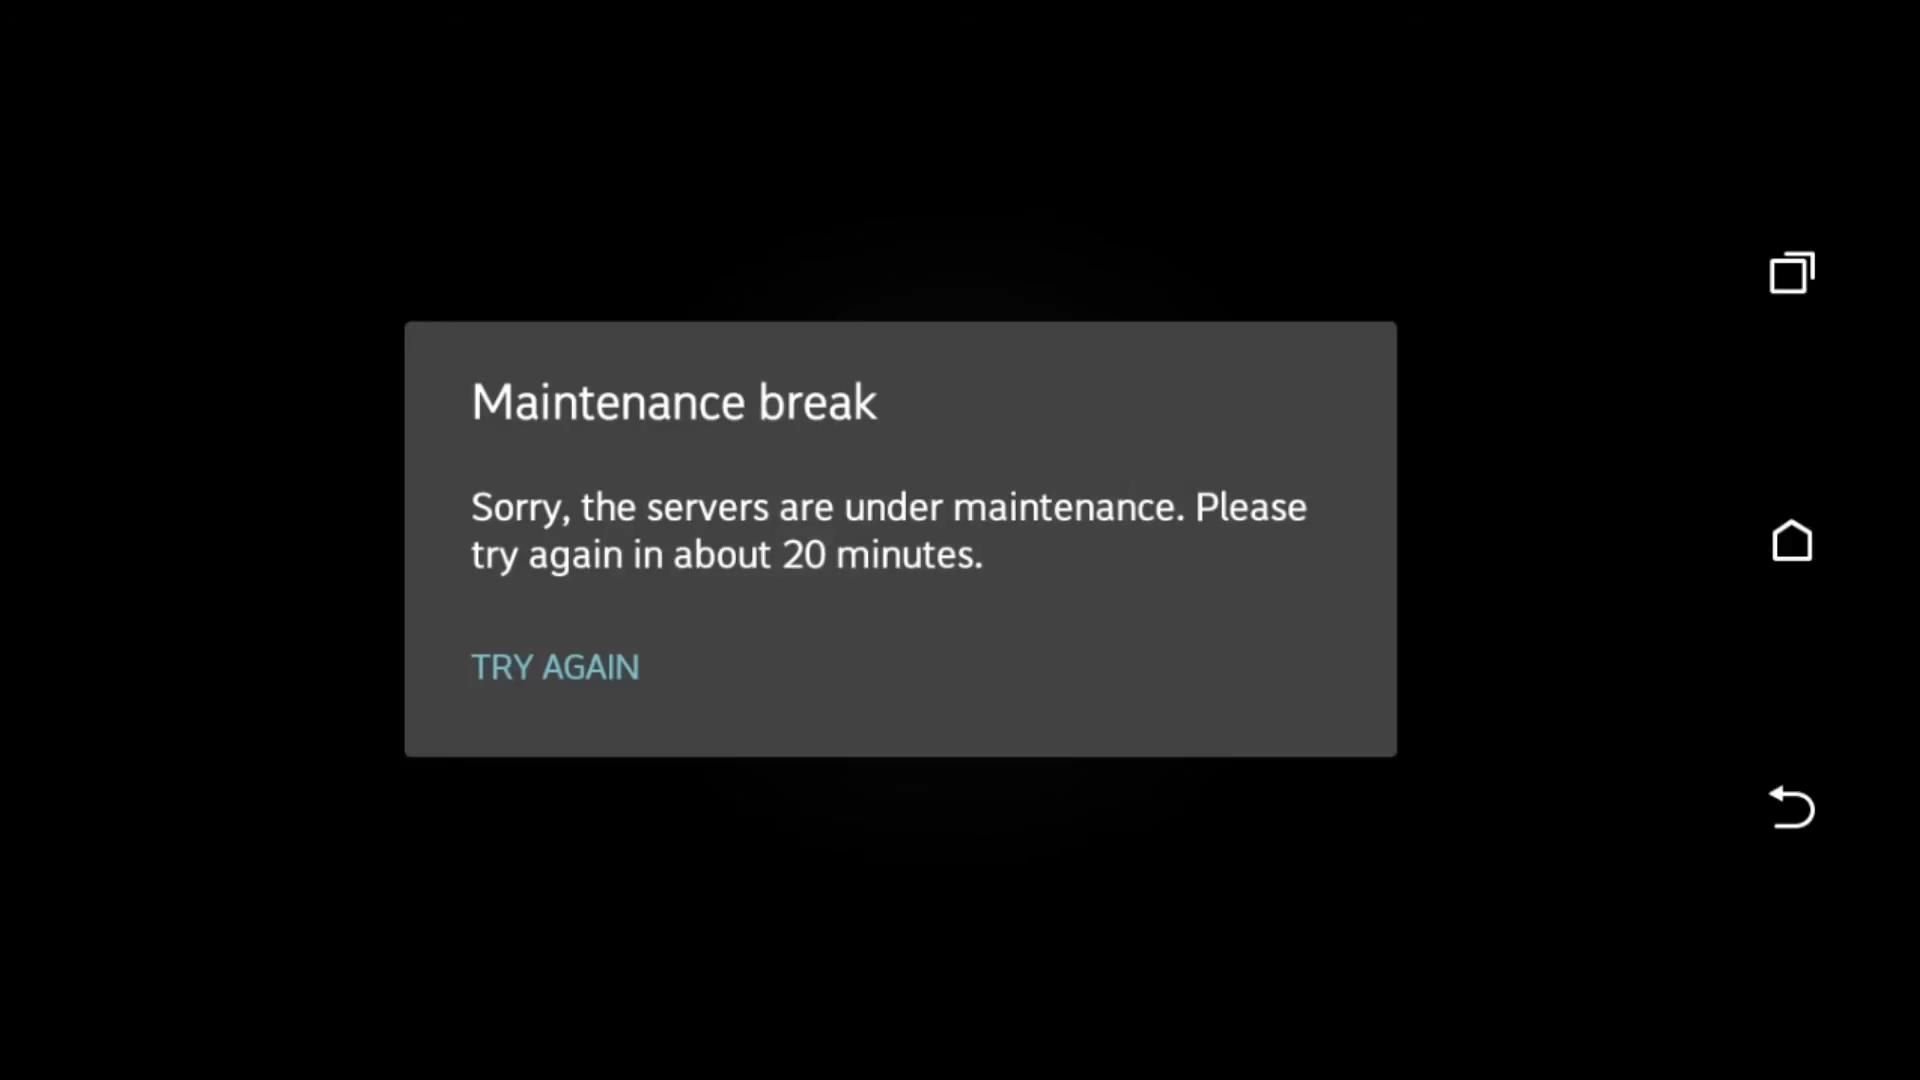 Maintenance break
Sorry, the servers are under maintenance. Please
try again in about 20 minutes.
TRY AGAIN